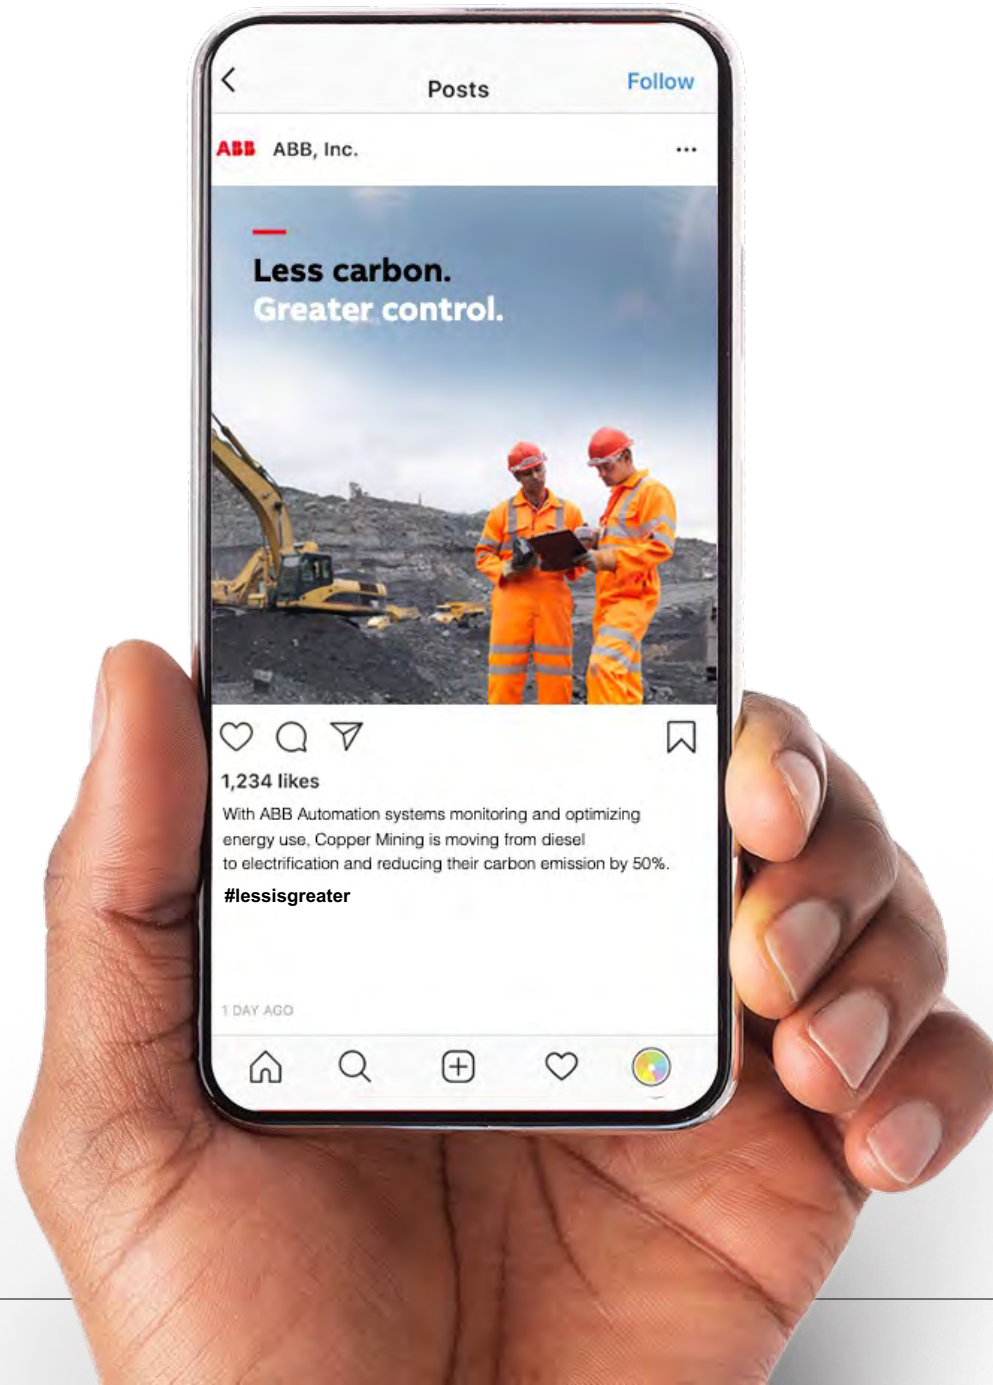 Posts
Follow
ABB
ABB, Inc.
Less carbon.
Greater control.
1,234 likes
With ABB Automation systems monitoring and optimizing
energy use, Copper Mining is moving from diesel
to electrification and reducing their carbon emission by 50%.
#lessisgreater
1 DAY AGO